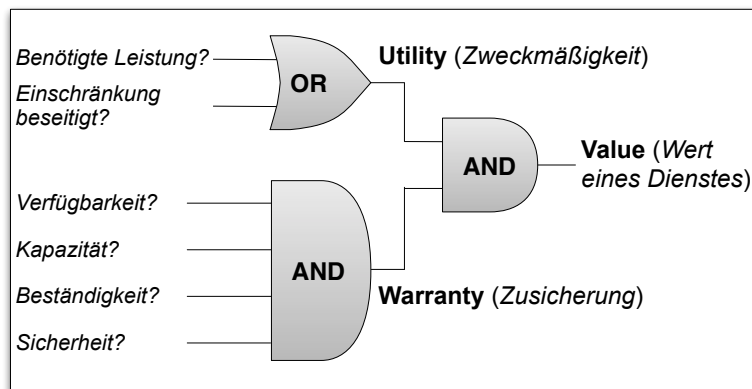 Benötigte Leistung?
Einschränkung
beseitigt?
OR
Utility (Zweckmäßigkeit)
AND
Value (Wert
eines Dienstes)
Verfügbarkeit?
Kapazität?
Beständigkeit?
Sicherheit?
AND
Warranty (Zusicherung)